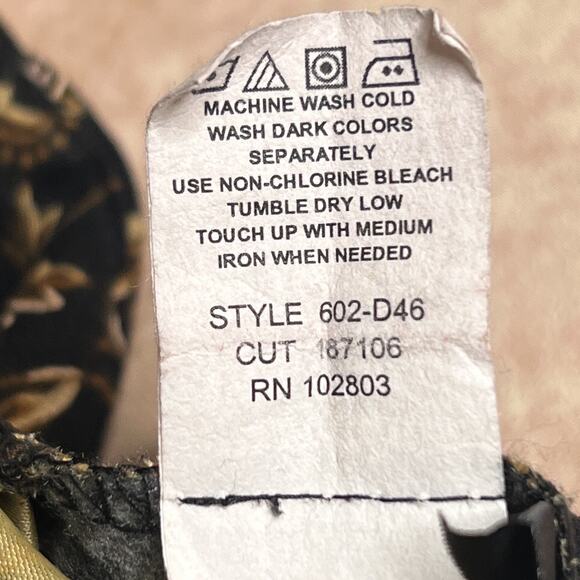 MACHINE WASH COLD
WASH DARK COLORS
SEPARATELY
USE NON-CHLORINE BLEACH
TUMBLE DRY LOW
TOUCH UP WITH MEDIUM
IRON WHEN NEEDED
STYLE 602-D46
CUT 187106
RN 102803